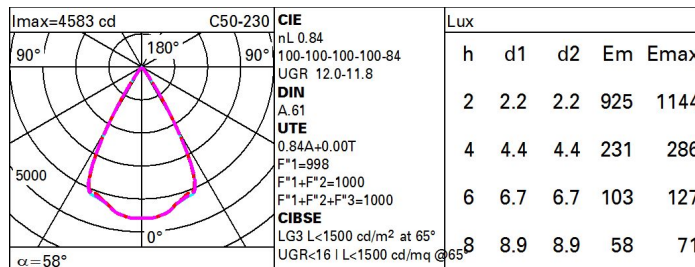 Imax=4583 cd C50-230
90° 180° 90°
5000
0°
α=58°
CIE
nL 0.84
100-100-100-100-84
UGR 12.0-11.8
DIN
A.61
UTE
0.84A+0.00T
F"1=998
F"1+F"2=1000
F"1+F"2+F"3=1000
CIBSE
LG3 L<1500 cd/m² at 65°
UGR<16 | L<1500 cd/mq @65°
Lux
h d1 d2 Em Emax
2 2.2 2.2 925 1144
4 4.4 4.4 231 286
6 6.7 6.7 103 127
8 8.9 8.9 58 71